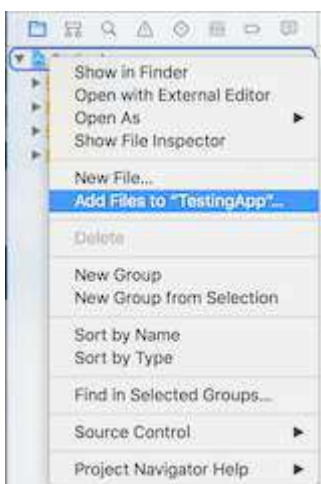 Show in Finder
Open with External Editor
Open As
Show File Inspector
New File...
Add Files to "TestingApp"...
Delete
New Group
New Group from Selection
Sort by Name
Sort by Type
Find in Selected Groups...
Source Control
Project Navigator Help